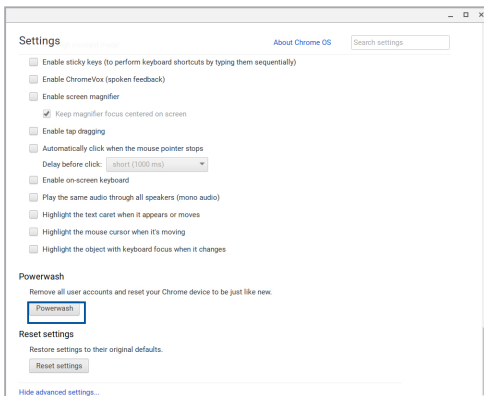 Settings
About Chrome OS
Search settings
Enable sticky keys (to perform keyboard shortcuts by typing them sequentially)
Enable ChromeVox (spoken feedback)
Enable screen magnifier
Keep magnifier focus centered on screen
Enable tap dragging
Automatically click when the mouse pointer stops
Delay before click: short (1000 ms)
Enable on-screen keyboard
Play the same audio through all speakers (mono audio)
Highlight the text caret when it appears or moves
Highlight the mouse cursor when it's moving
Highlight the object with keyboard focus when it changes
Powerwash
Remove all user accounts and reset your Chrome device to be just like new.
Powerwash
Reset settings
Restore settings to their original defaults.
Reset settings
Hide advanced settings...